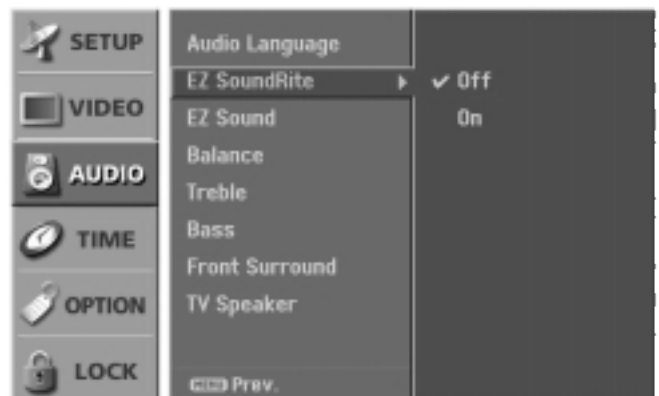 SETUP
VIDEO
AUDIO
TIME
OPTION
LOCK
Audio Language
EZ SoundRite
EZ Sound
Balance
Treble
Bass
Front Surround
TV Speaker
MENU Prev.
Off
On